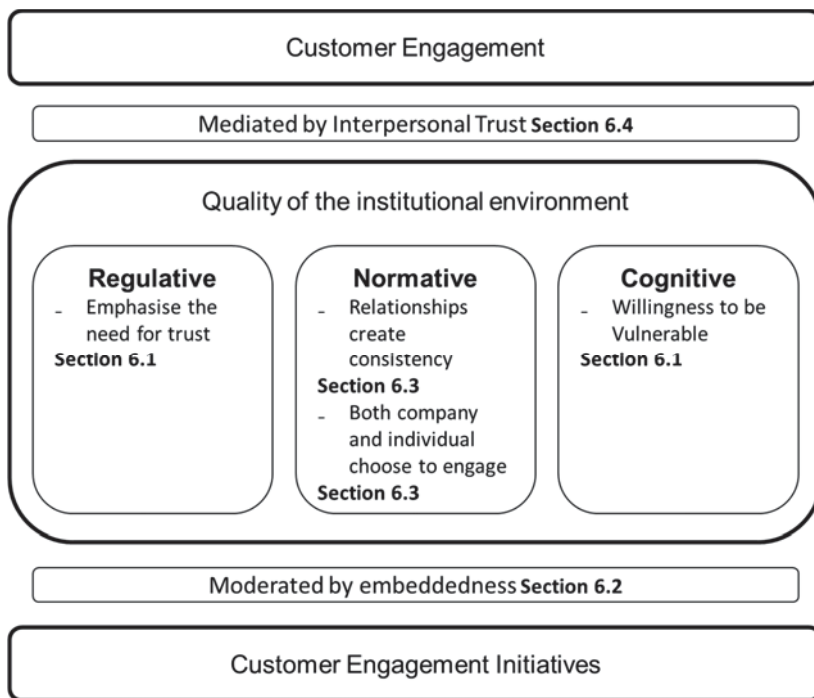 Customer Engagement
Mediated by Interpersonal Trust Section 6.4
Quality of the institutional environment
Regulative
- Emphasise the
need for trust
Section 6.1
Normative
- Relationships
create
consistency
Section 6.3
- Both company
and individual
choose to engage
Section 6.3
Cognitive
- Willingness to be
Vulnerable
Section 6.1
Moderated by embeddedness Section 6.2
Customer Engagement Initiatives